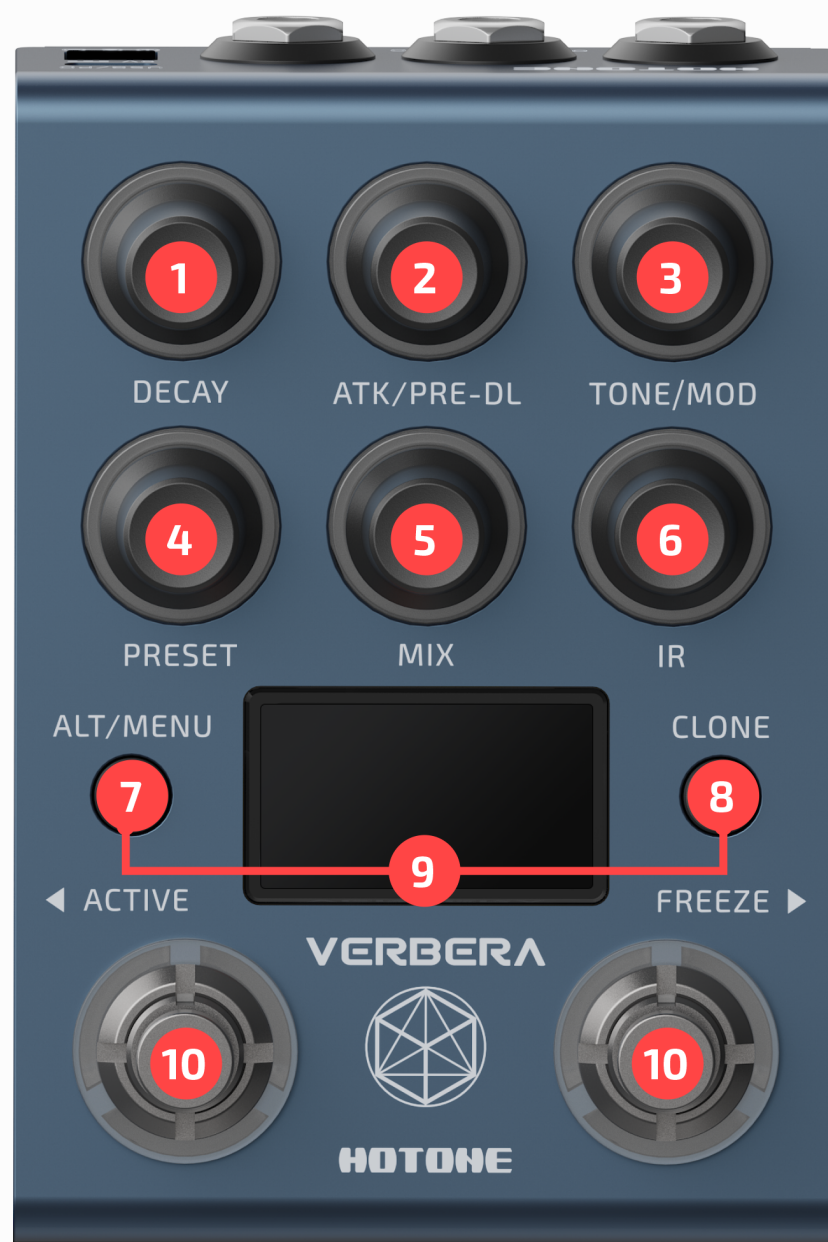 1 2 3
DECAY ATK/PRE-DL TONE/MOD
4 5 6
PRESET MIX IR
ALT/MENU CLONE
7 8
9
◀ ACTIVE FREEZE ▶
VERBERA
10 10
HOTONE